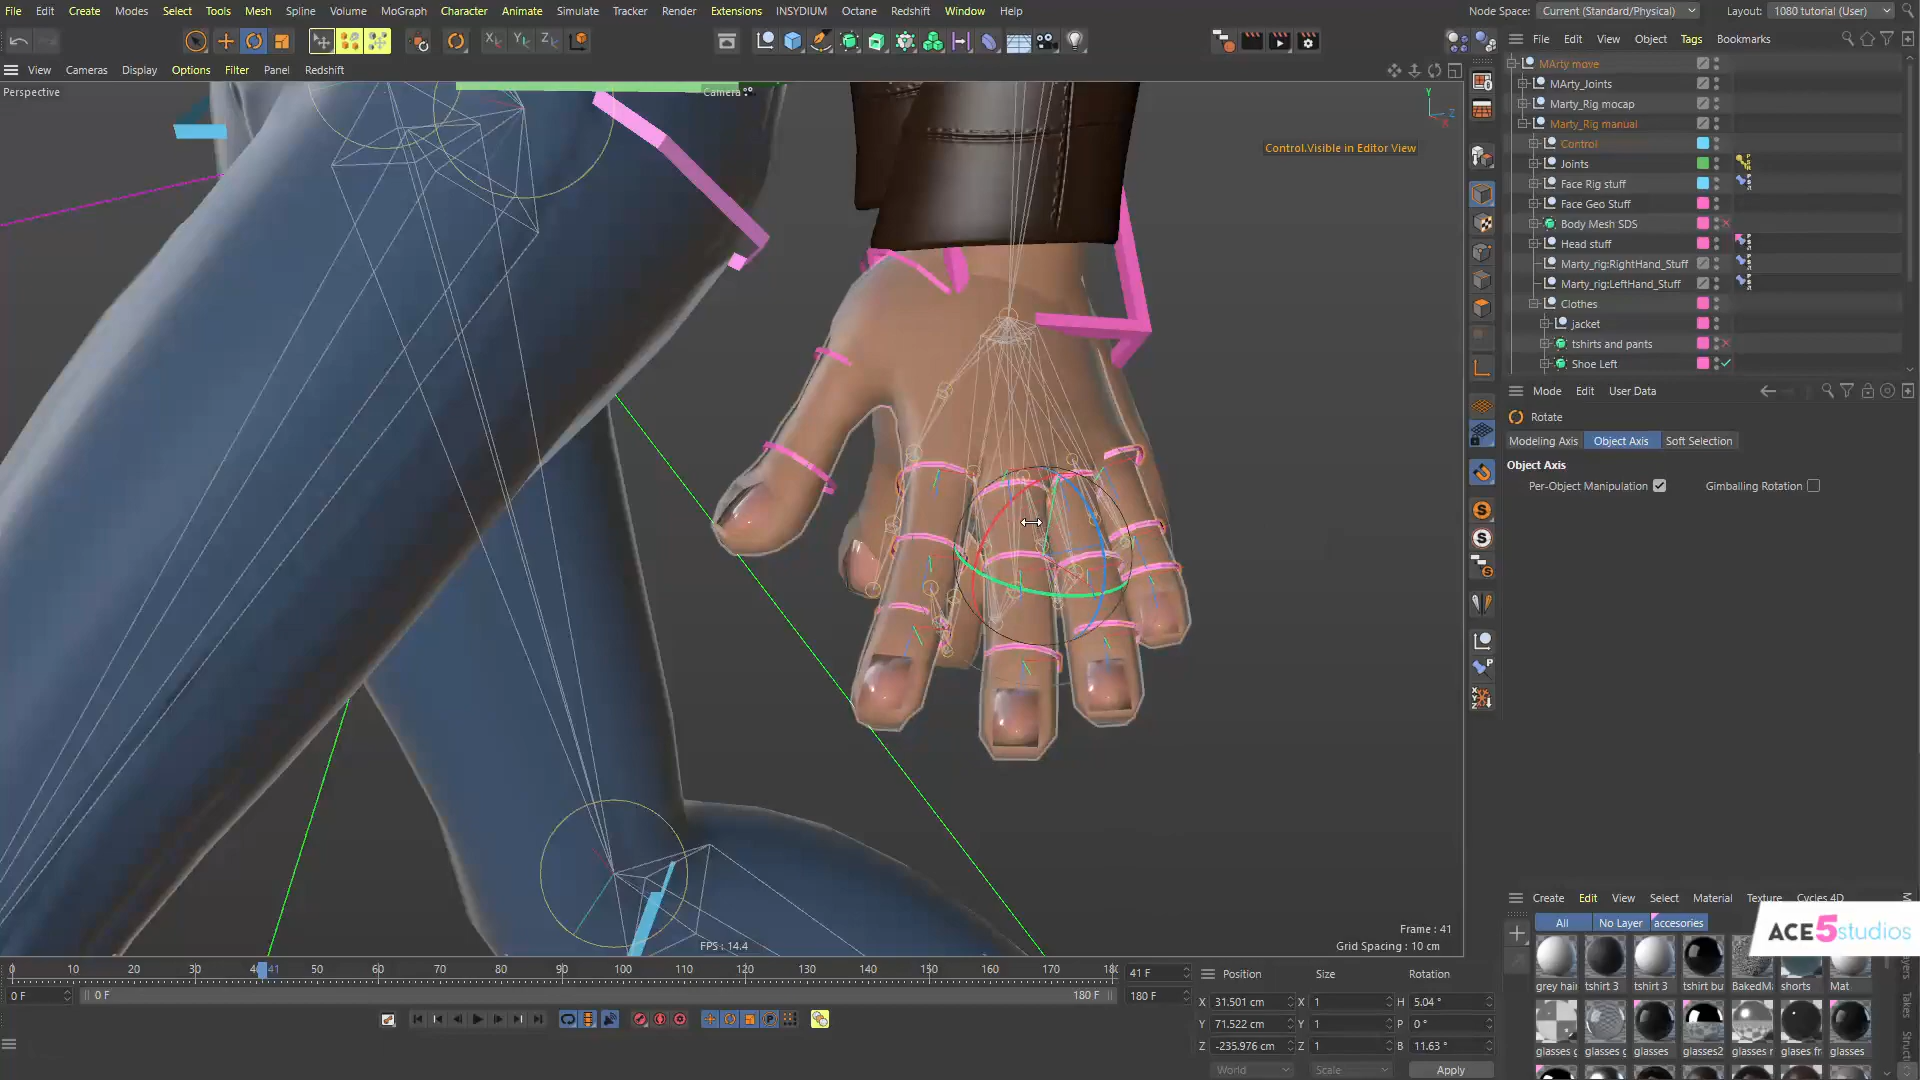 File Edit Create Modes Select Tools Mesh Spline Volume MoGraph Character Animate Simulate Tracker Render Extensions INSYDIUM Octane Redshift Window Help
Node Space: Current (Standard/Physical) Layout: 1080 tutorial (User)
File Edit View Object Tags Bookmarks
View Cameras Display Options Filter Panel Redshift
Perspective
Camera
Control.Visible in Editor View
MArty move
MArty_Joints
Marty_Rig mocap
Marty_Rig manual
Control
Joints
Face Rig stuff
Face Geo Stuff
Body Mesh SDS
Head stuff
Marty_rig:RightHand_Stuff
Marty_rig:LeftHand_Stuff
Clothes
jacket
tshirts and pants
Shoe Left
Mode Edit User Data
Rotate
Modeling Axis Object Axis Soft Selection
Object Axis
Per-Object Manipulation Gimballing Rotation
Create Edit View Select Material Texture Cycles 4D
All No Layer accesories
ACE5studios
grey hair tshirt 3 tshirt 3 tshirt bu BakedMa shorts Mat
glasses g glasses g glasses glasses2 glasses r glases fr glasses
FPS : 14.4
Frame : 41
Grid Spacing : 10 cm
0 10 20 30 40 41 50 60 70 80 90 100 110 120 130 140 150 160 170 180
41 F
0 F 0 F 180 F 180 F
Position Size Rotation
X 31.501 cm X 1 H 5.04 °
Y 71.522 cm Y 1 P 0 °
Z -235.976 cm Z 1 B 11.63 °
World Scale Apply
Takes